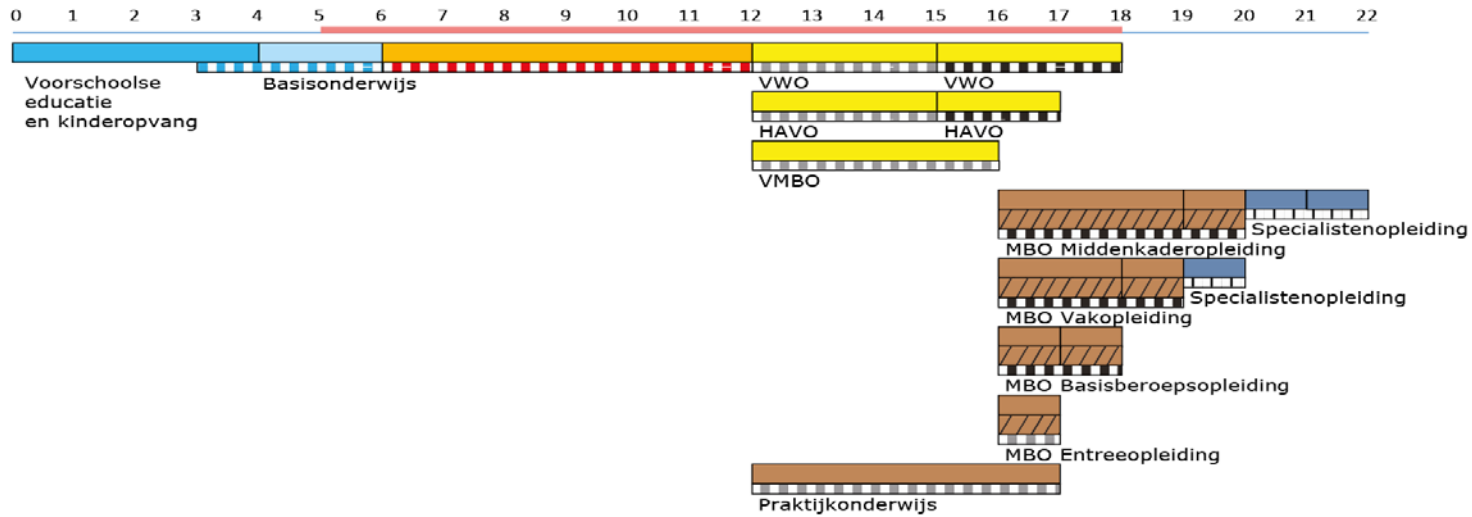 0 1 2 3 4 5 6 7 8 9 10 11 12 13 14 15 16 17 18 19 20 21 22
Voorschoolse
educatie
en kinderopvang
Basisonderwijs
VWO
VWO
HAVO
HAVO
VMBO
Specialistenopleiding
MBO Middenkaderopleiding
Specialistenopleiding
MBO Vakopleiding
MBO Basisberoepsopleiding
MBO Entreeopleiding
Praktijkonderwijs